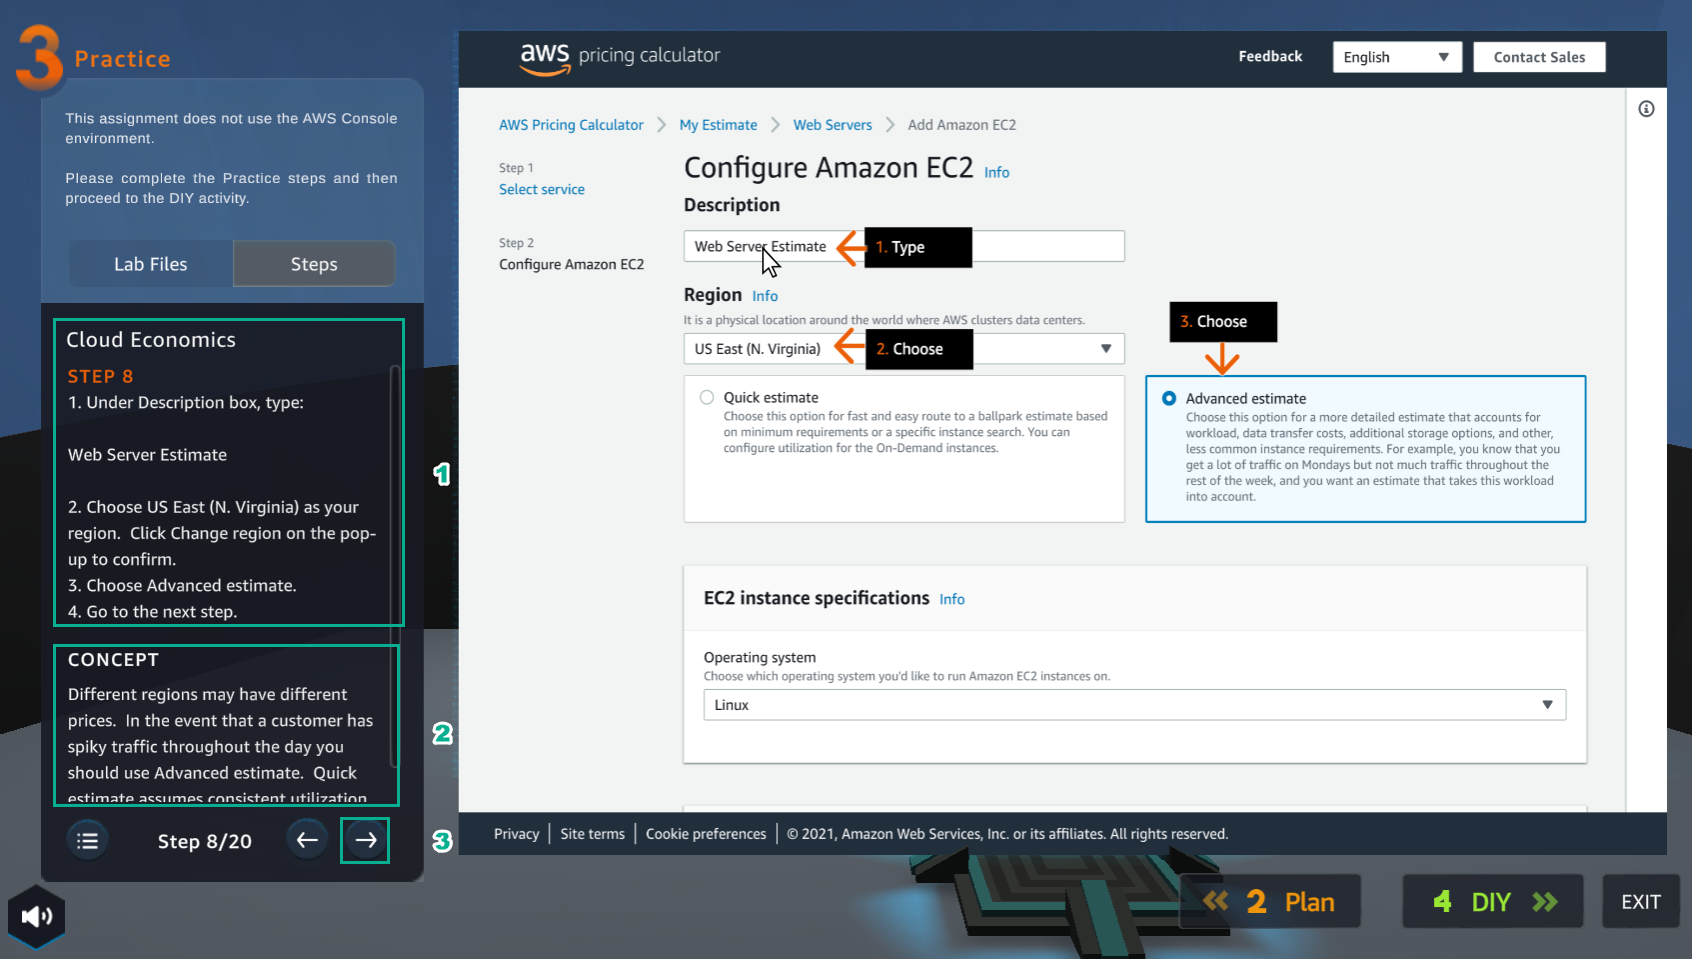 3 Practice
This assignment does not use the AWS Console
environment.
Please complete the Practice steps and then
proceed to the DIY activity.
Lab Files
Steps
Cloud Economics
STEP 8
1. Under Description box, type:
Web Server Estimate
2. Choose US East (N. Virginia) as your
region. Click Change region on the pop-
up to confirm.
3. Choose Advanced estimate.
4. Go to the next step.
1
CONCEPT
Different regions may have different
prices. In the event that a customer has
spiky traffic throughout the day you
should use Advanced estimate. Quick
estimate assumes consistent utilization
2
Step 8/20
3
aws pricing calculator
Feedback
English
Contact Sales
AWS Pricing Calculator
My Estimate
Web Servers
Add Amazon EC2
Step 1
Select service
Step 2
Configure Amazon EC2
Configure Amazon EC2 Info
Description
Web Server Estimate
1. Type
Region Info
It is a physical location around the world where AWS clusters data centers.
US East (N. Virginia)
2. Choose
3. Choose
Quick estimate
Choose this option for fast and easy route to a ballpark estimate based
on minimum requirements or a specific instance search. You can
configure utilization for the On-Demand instances.
Advanced estimate
Choose this option for a more detailed estimate that accounts for
workload, data transfer costs, additional storage options, and other,
less common instance requirements. For example, you know that you
get a lot of traffic on Mondays but not much traffic throughout the
rest of the week, and you want an estimate that takes this workload
into account.
EC2 instance specifications Info
Operating system
Choose which operating system you'd like to run Amazon EC2 instances on.
Linux
Privacy | Site terms | Cookie preferences | © 2021, Amazon Web Services, Inc. or its affiliates. All rights reserved.
2 Plan
4 DIY
EXIT